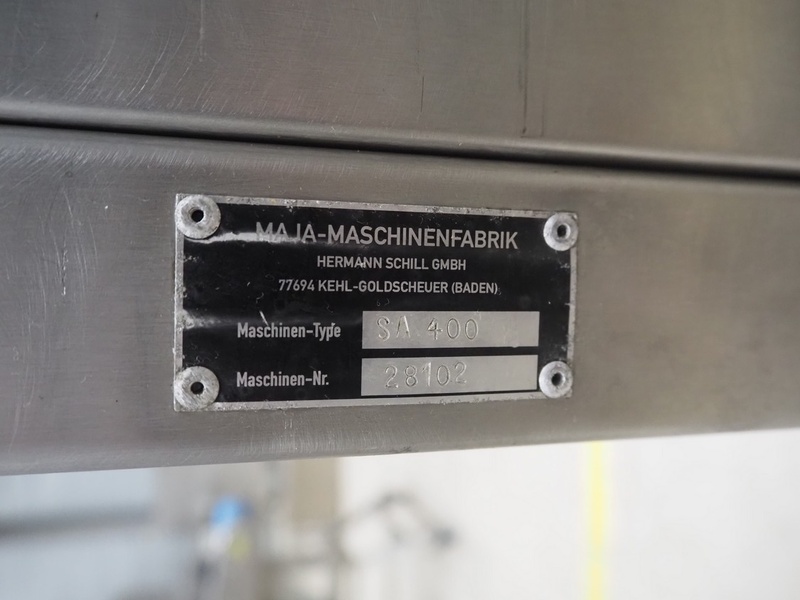 MAJA-MASCHINENFABRIK
HERMANN SCHILL GMBH
77694 KEHL-GOLDSCHEUER (BADEN)
Maschinen-Type SA 400
Maschinen-Nr. 28102